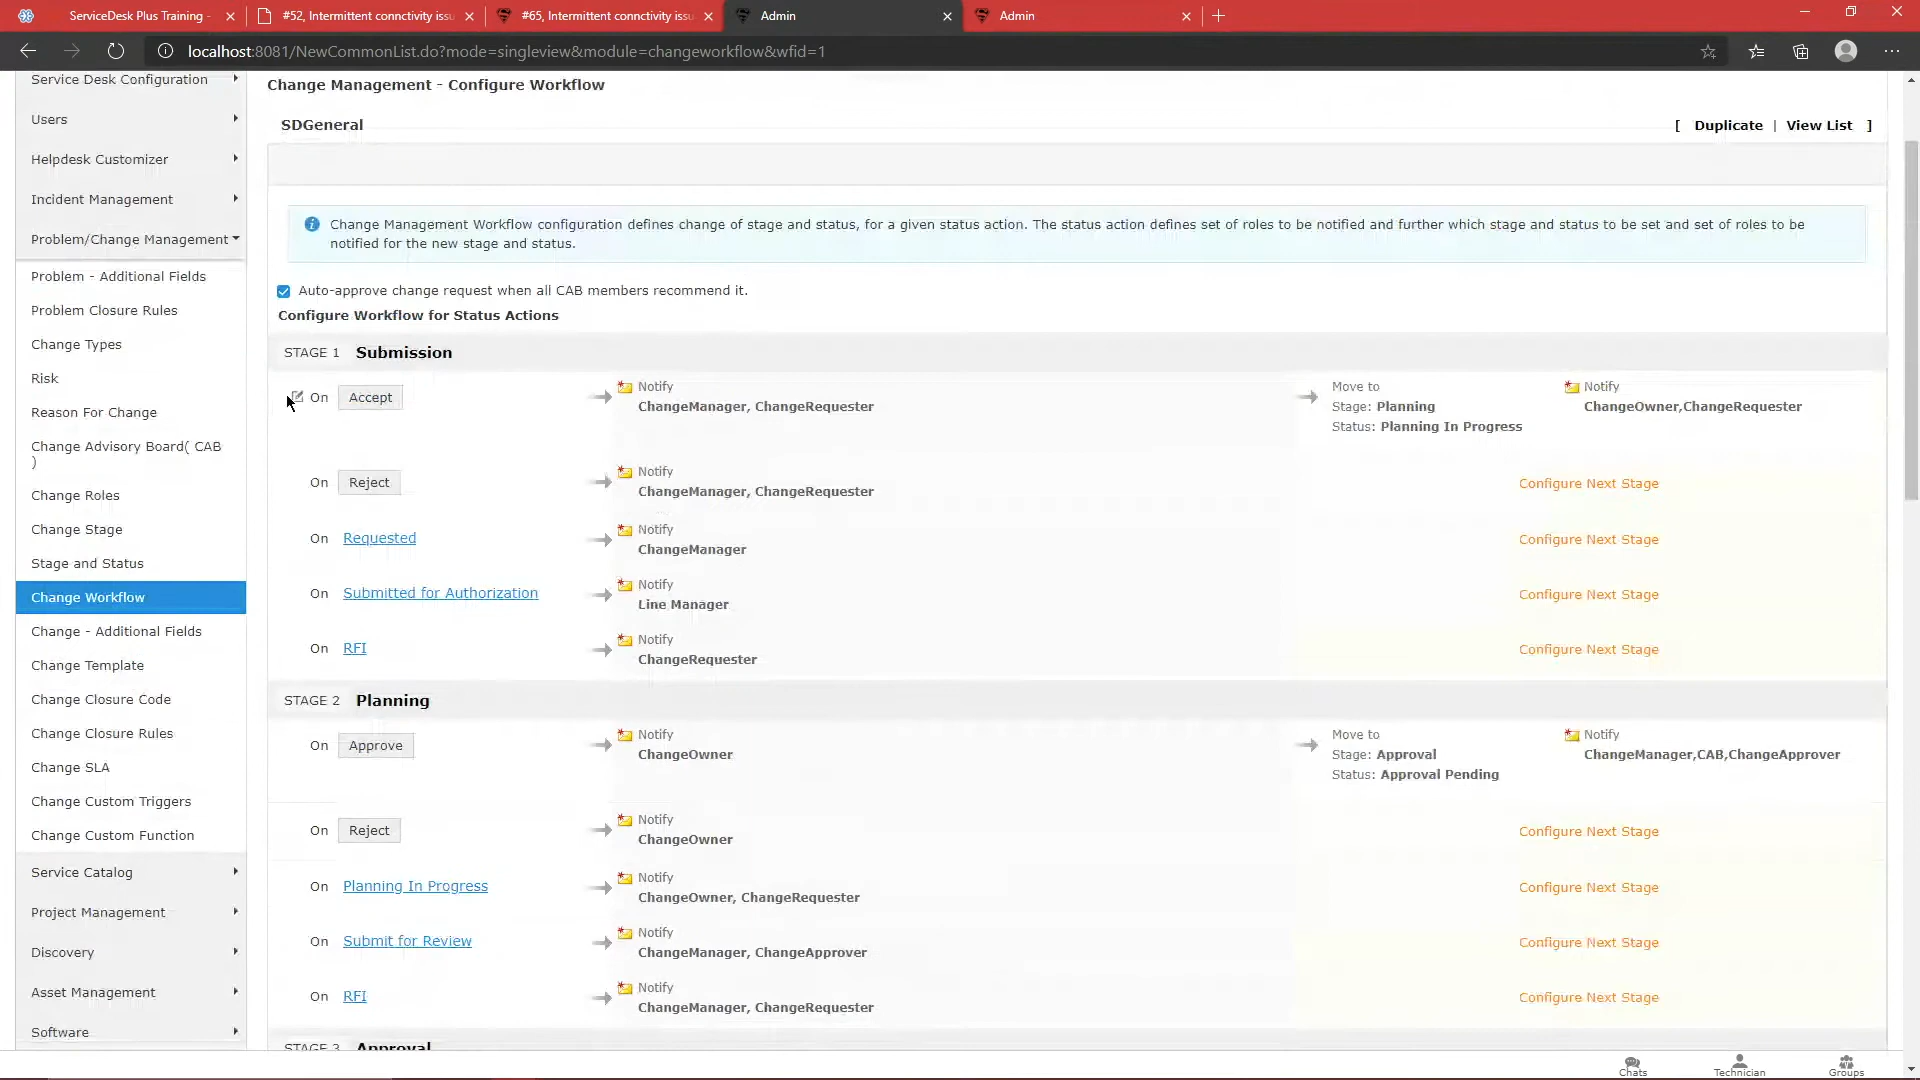 ServiceDesk Plus Training -
#52, Intermittent connctivity issu
#65, Intermittent connctivity issu
Admin
Admin
localhost:8081/NewCommonList.do?mode=singleview&module=changeworkflow&wfid=1
Service Desk Configuration
Users
Helpdesk Customizer
Incident Management
Problem/Change Management
Problem - Additional Fields
Problem Closure Rules
Change Types
Risk
Reason For Change
Change Advisory Board( CAB
)
Change Roles
Change Stage
Stage and Status
Change Workflow
Change - Additional Fields
Change Template
Change Closure Code
Change Closure Rules
Change SLA
Change Custom Triggers
Change Custom Function
Service Catalog
Project Management
Discovery
Asset Management
Software
Change Management - Configure Workflow
SDGeneral
[ Duplicate | View List ]
Change Management Workflow configuration defines change of stage and status, for a given status action. The status action defines set of roles to be notified and further which stage and status to be set and set of roles to be
notified for the new stage and status.
Auto-approve change request when all CAB members recommend it.
Configure Workflow for Status Actions
STAGE 1 Submission
On Accept
Notify
ChangeManager, ChangeRequester
Move to
Stage: Planning
Status: Planning In Progress
Notify
ChangeOwner,ChangeRequester
On Reject
Notify
ChangeManager, ChangeRequester
Configure Next Stage
On Requested
Notify
ChangeManager
Configure Next Stage
On Submitted for Authorization
Notify
Line Manager
Configure Next Stage
On RFI
Notify
ChangeRequester
Configure Next Stage
STAGE 2 Planning
On Approve
Notify
ChangeOwner
Move to
Stage: Approval
Status: Approval Pending
Notify
ChangeManager,CAB,ChangeApprover
On Reject
Notify
ChangeOwner
Configure Next Stage
On Planning In Progress
Notify
ChangeOwner, ChangeRequester
Configure Next Stage
On Submit for Review
Notify
ChangeManager, ChangeApprover
Configure Next Stage
On RFI
Notify
ChangeManager, ChangeRequester
Configure Next Stage
STAGE 3 Approval
Chats
Technician
Groups